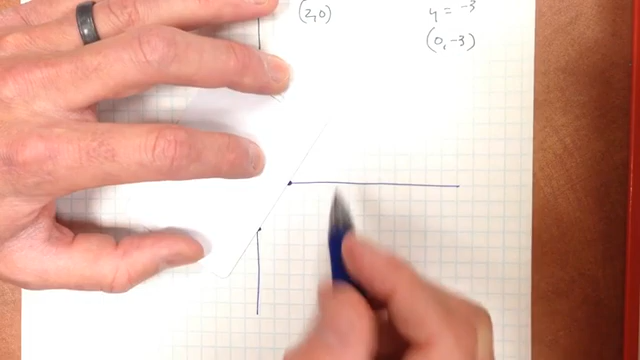 (2,0)
y = -3
(0,-3)